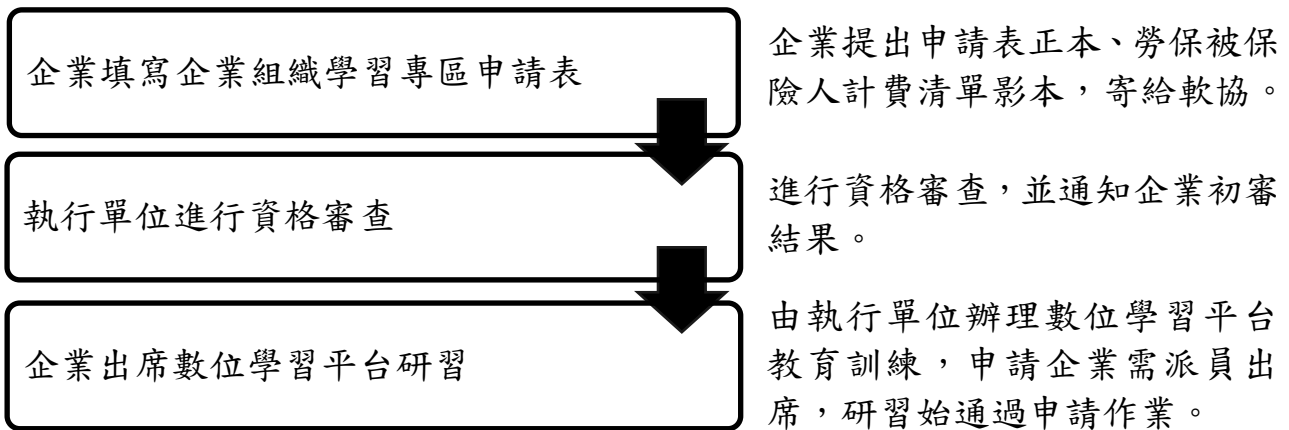 企業填寫企業組織學習專區申請表
企業提出申請表正本、勞保被保
險人計費清單影本，寄給軟協。
執行單位進行資格審查
進行資格審查，並通知企業初審
結果。
企業出席數位學習平台研習
由執行單位辦理數位學習平台
教育訓練，申請企業需派員出
席，研習始通過申請作業。